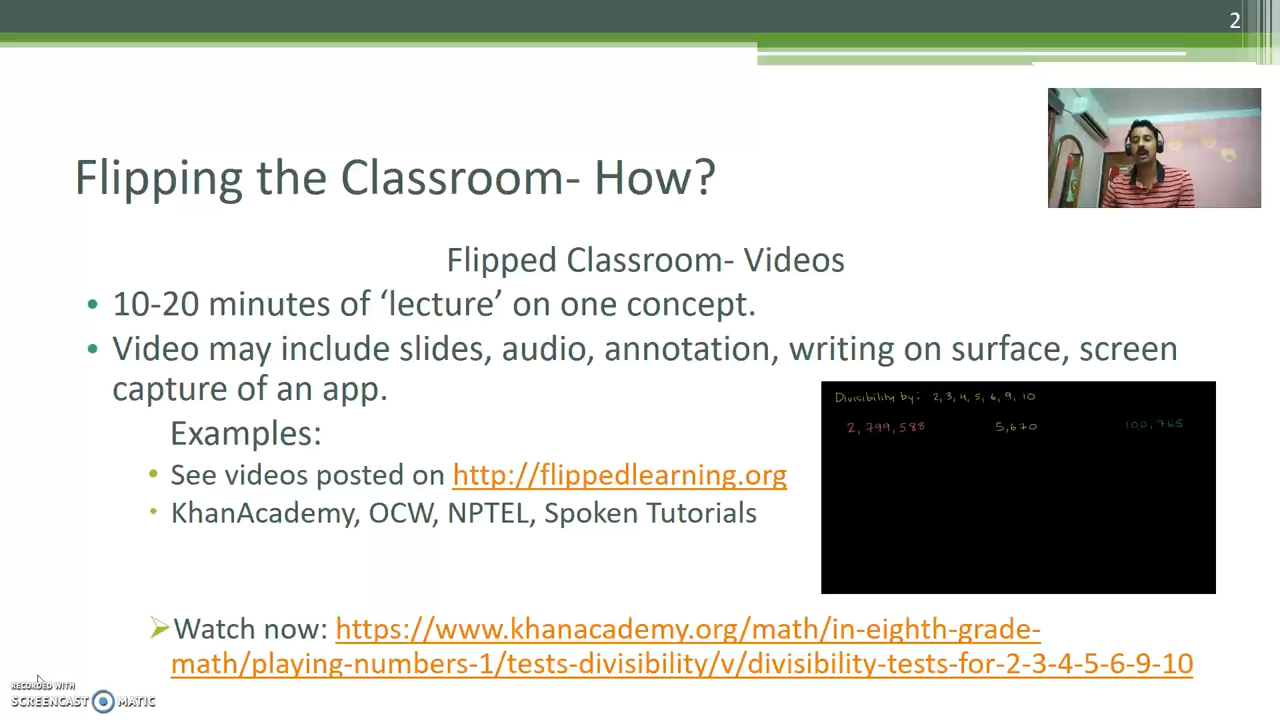 2
Flipping the Classroom- How?
Flipped Classroom- Videos
• 10-20 minutes of ‘lecture’ on one concept.
• Video may include slides, audio, annotation, writing on surface, screen
capture of an app.
Divisibility by: 2, 3, 4, 5, 6, 9, 10
2, 799, 588 5,670 100, 765
Examples:
• See videos posted on http://flippedlearning.org
• KhanAcademy, OCW, NPTEL, Spoken Tutorials
➢Watch now: https://www.khanacademy.org/math/in-eighth-grade-
math/playing-numbers-1/tests-divisibility/v/divisibility-tests-for-2-3-4-5-6-9-10
RECORDED WITH
SCREENCAST MATIC